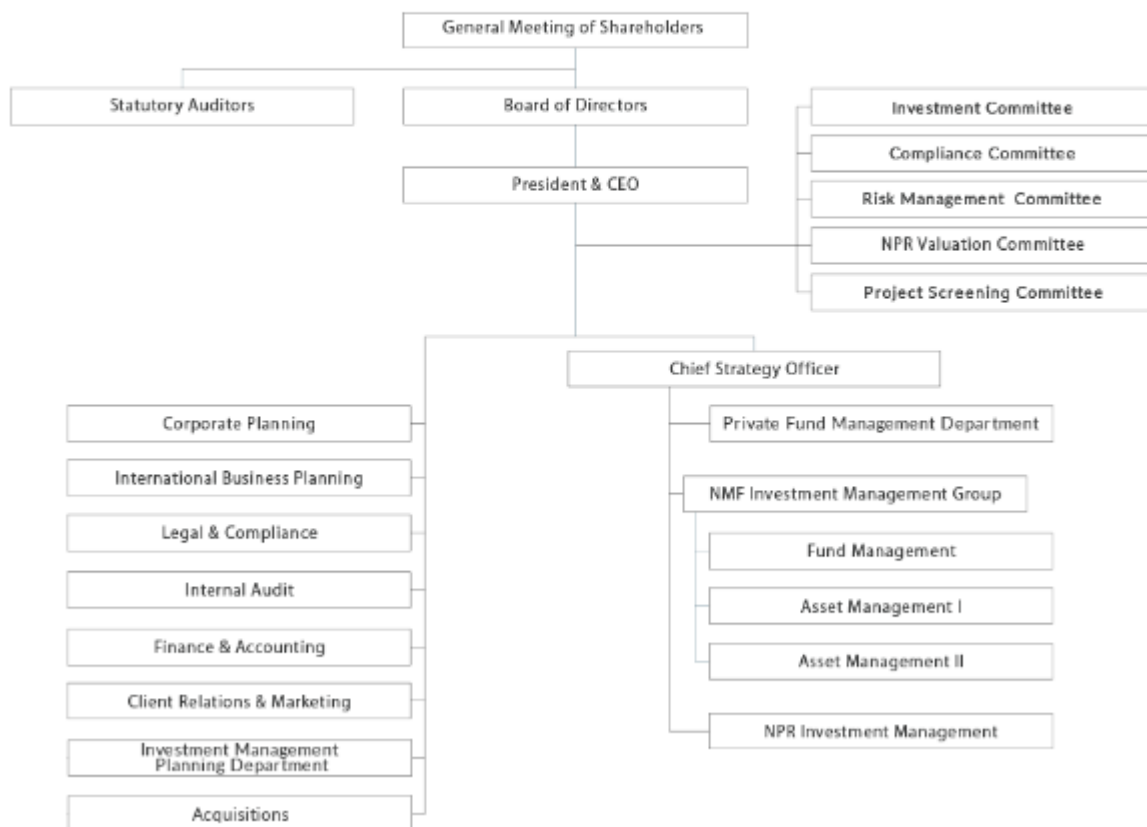 General Meeting of Shareholders
Statutory Auditors
Board of Directors
Investment Committee
Compliance Committee
President & CEO
Risk Management Committee
NPR Valuation Committee
Project Screening Committee
Chief Strategy Officer
Corporate Planning
International Business Planning
Legal & Compliance
Internal Audit
Finance & Accounting
Client Relations & Marketing
Investment Management
Planning Department
Acquisitions
Private Fund Management Department
NMF Investment Management Group
Fund Management
Asset Management I
Asset Management II
NPR Investment Management